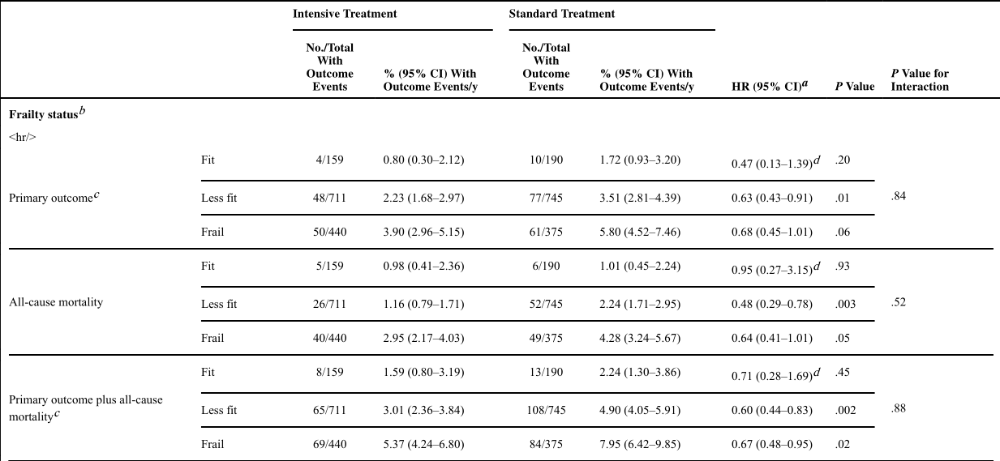 Intensive Treatment Standard Treatment
No./Total With Outcome Events % (95% CI) With Outcome Events/y No./Total With Outcome Events % (95% CI) With Outcome Events/y HR (95% CI)a P Value P Value for Interaction
Frailty statusb
<hr/>
Primary outcomec
Fit 4/159 0.80 (0.30–2.12) 10/190 1.72 (0.93–3.20) 0.47 (0.13–1.39)d .20
Less fit 48/711 2.23 (1.68–2.97) 77/745 3.51 (2.81–4.39) 0.63 (0.43–0.91) .01 .84
Frail 50/440 3.90 (2.96–5.15) 61/375 5.80 (4.52–7.46) 0.68 (0.45–1.01) .06
All-cause mortality
Fit 5/159 0.98 (0.41–2.36) 6/190 1.01 (0.45–2.24) 0.95 (0.27–3.15)d .93
Less fit 26/711 1.16 (0.79–1.71) 52/745 2.24 (1.71–2.95) 0.48 (0.29–0.78) .003 .52
Frail 40/440 2.95 (2.17–4.03) 49/375 4.28 (3.24–5.67) 0.64 (0.41–1.01) .05
Primary outcome plus all-cause
mortalityc
Fit 8/159 1.59 (0.80–3.19) 13/190 2.24 (1.30–3.86) 0.71 (0.28–1.69)d .45
Less fit 65/711 3.01 (2.36–3.84) 108/745 4.90 (4.05–5.91) 0.60 (0.44–0.83) .002 .88
Frail 69/440 5.37 (4.24–6.80) 84/375 7.95 (6.42–9.85) 0.67 (0.48–0.95) .02